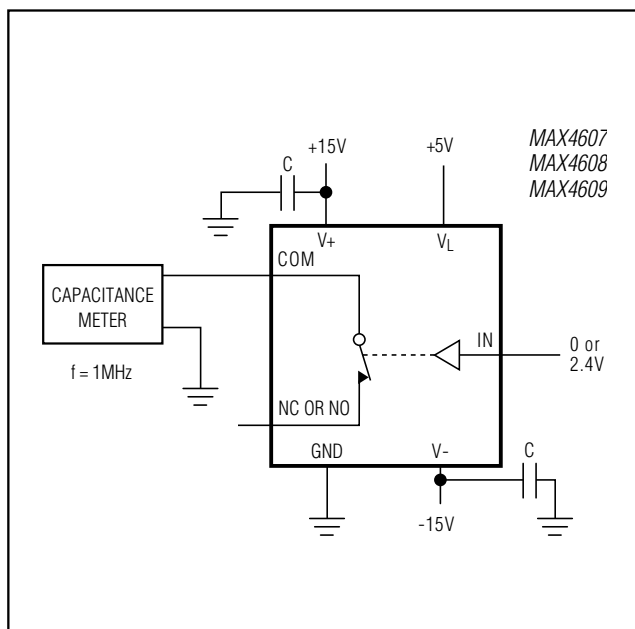 MAX4607
MAX4608
MAX4609
+15V
+5V
C
V+
VL
COM
CAPACITANCE
METER
IN
0 or
2.4V
f = 1MHz
NC OR NO
GND
V-
C
-15V